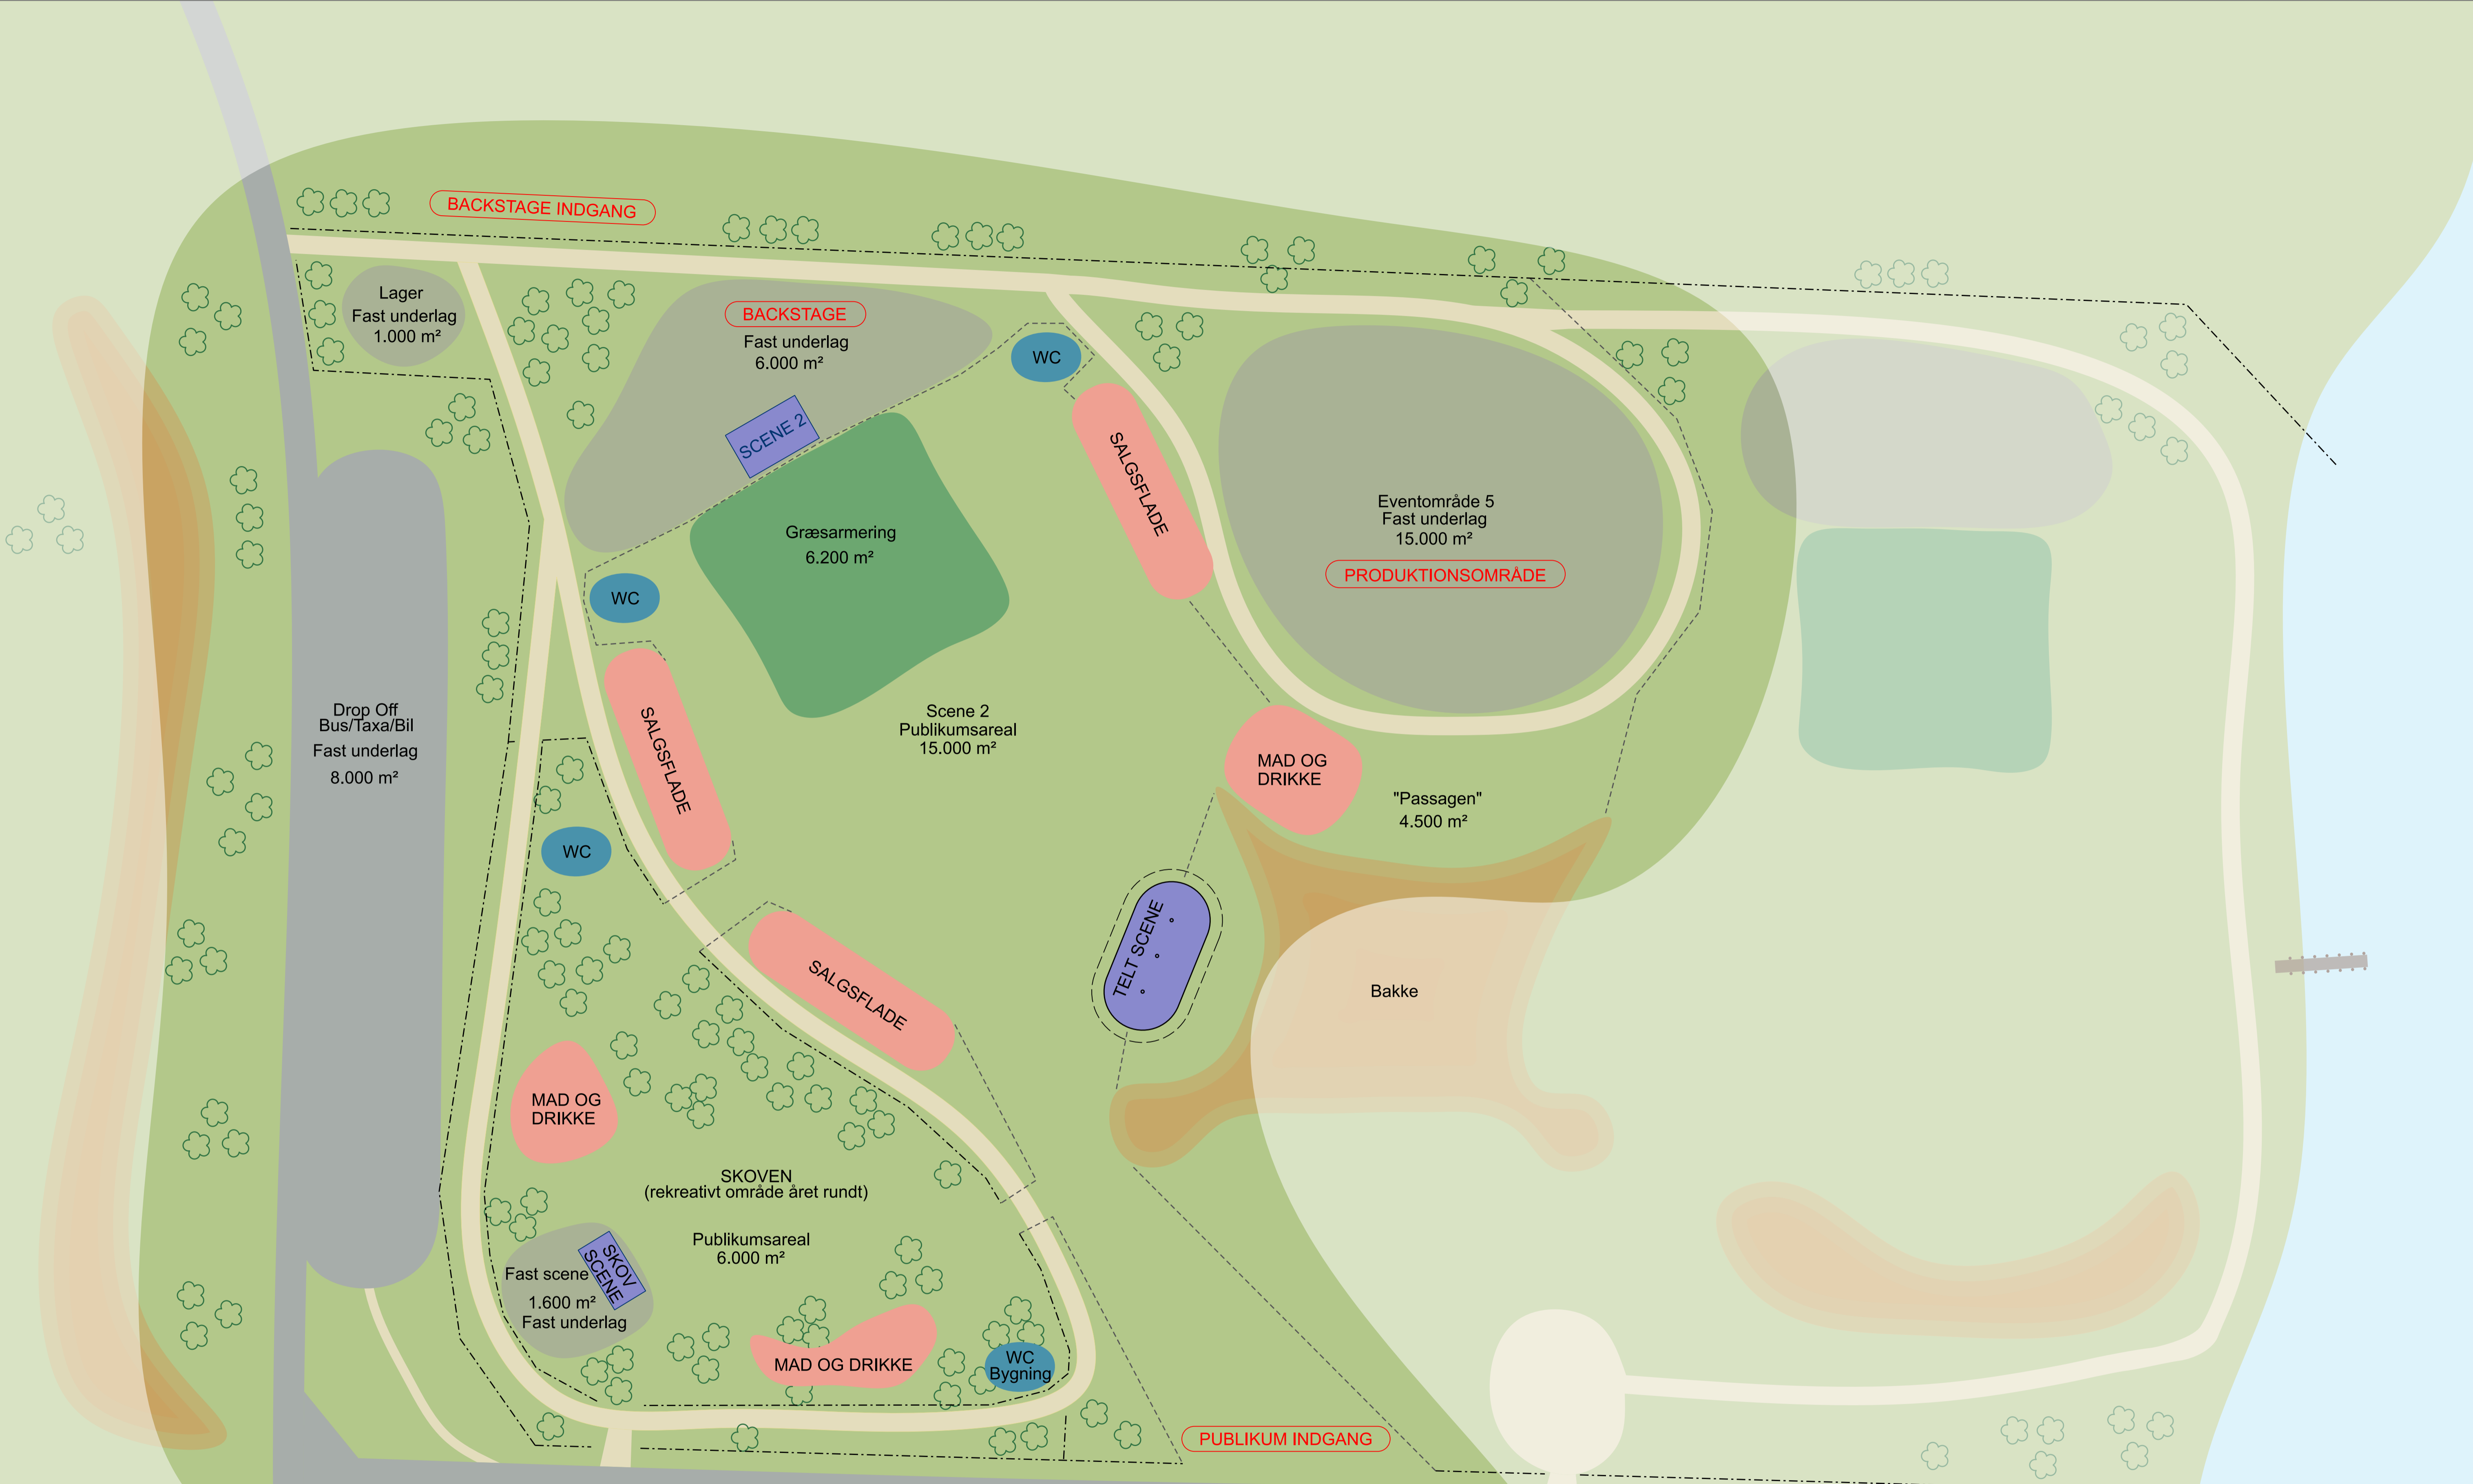 BACKSTAGE INDGANG
Lager
Fast underlag
1.000 m²
BACKSTAGE
Fast underlag
6.000 m²
WC
SCENE 2
SALGSFLADE
Eventområde 5
Fast underlag
15.000 m²
PRODUKTIONSOMRÅDE
Græsarmering
6.200 m²
WC
Drop Off
Bus/Taxa/Bil
Fast underlag
8.000 m²
SALGSFLADE
Scene 2
Publikumsareal
15.000 m²
MAD OG
DRIKKE
"Passagen"
4.500 m²
WC
TELT SCENE
SALGSFLADE
Bakke
MAD OG
DRIKKE
SKOVEN
(rekreativt område året rundt)
Publikumsareal
6.000 m²
Fast scene
SKOV
SCENE
1.600 m²
Fast underlag
MAD OG DRIKKE
WC
Bygning
PUBLIKUM INDGANG